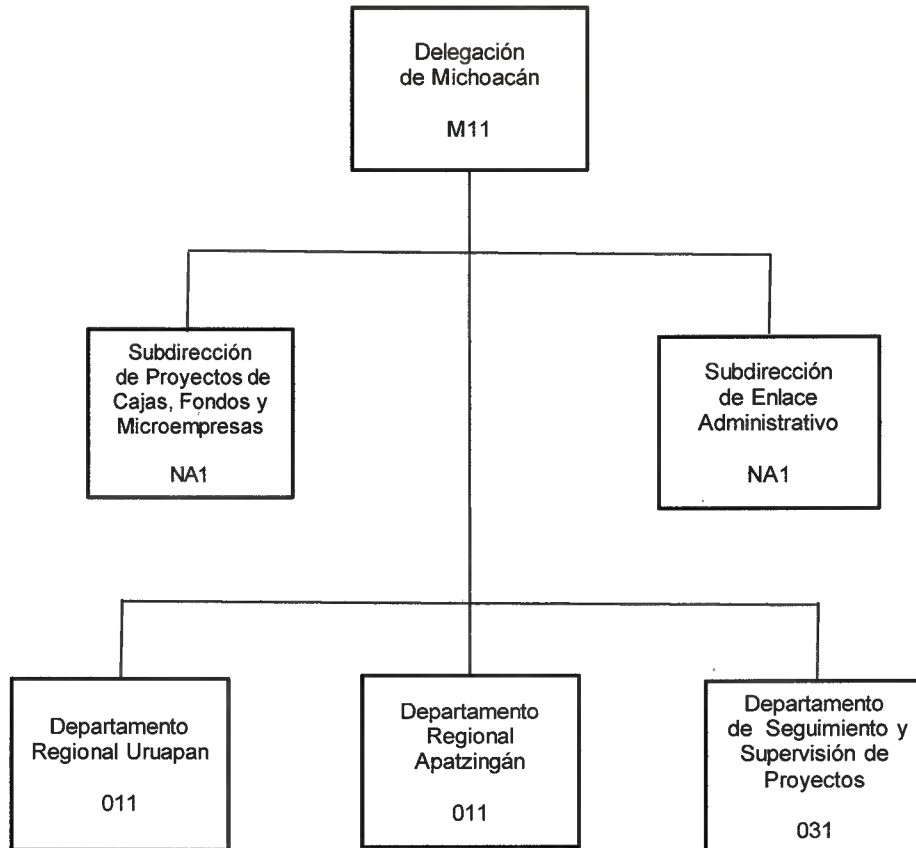 Delegación
de Michoacán
M11
Subdirección
de Proyectos de
Cajas, Fondos y
Microempresas
NA1
Subdirección
de Enlace
Administrativo
NA1
Departamento
Regional Uruapan
011
Departamento
Regional
Apatzingán
011
Departamento
de Seguimiento y
Supervisión de
Proyectos
031